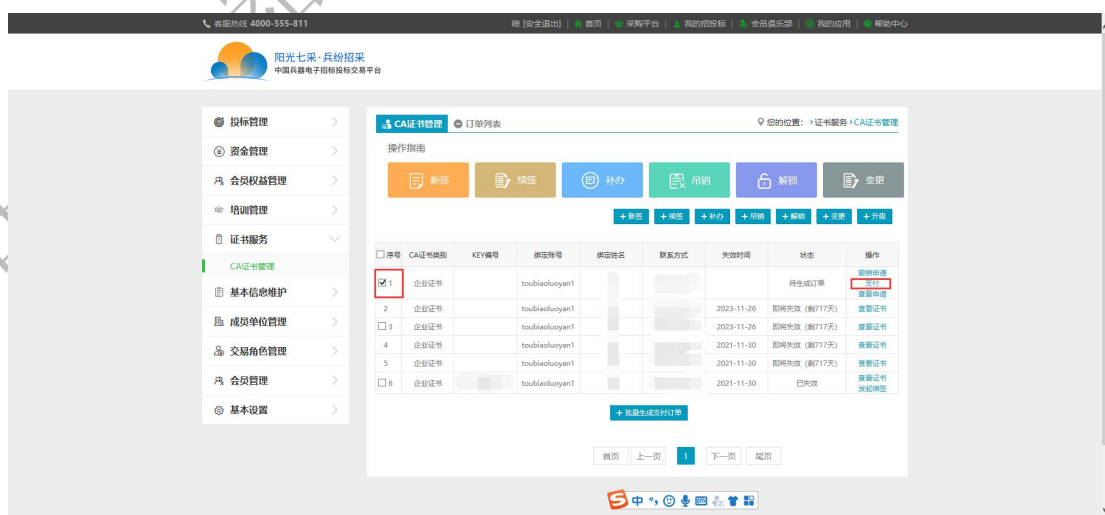 客服热线 4000-555-811
[安全退出] | 首页 | 采购平台 | 我的招投标 | 会员俱乐部 | 我的应用 | 帮助中心
阳光七采·兵纷招采
中国兵器电子招标投标交易平台
投标管理
资金管理
会员权益管理
培训管理
证书服务
CA证书管理
基本信息维护
成员单位管理
交易角色管理
会员管理
基本设置
CA证书管理 订单列表 您的位置: ›证书服务›CA证书管理
操作指南
新签 续签 补办 吊销 解锁 变更
+新签 +续签 +补办 +吊销 +解锁 +变更 +升级
序号 CA证书类别 KEY编号 绑定账号 绑定姓名 联系方式 失效时间 状态 操作
1 企业证书 toubiaoluoyan1 待生成订单 撤销申请
支付
查看申请
2 企业证书 toubiaoluoyan1 2023-11-26 即将失效 (剩717天) 查看证书
3 企业证书 toubiaoluoyan1 2023-11-26 即将失效 (剩717天) 查看证书
4 企业证书 toubiaoluoyan1 2021-11-30 即将失效 (剩717天) 查看证书
5 企业证书 toubiaoluoyan1 2021-11-30 即将失效 (剩717天) 查看证书
6 企业证书 toubiaoluoyan1 2021-11-30 已失效 查看证书
发起续签
+批量生成支付订单
首页 上一页 1 下一页 尾页
中